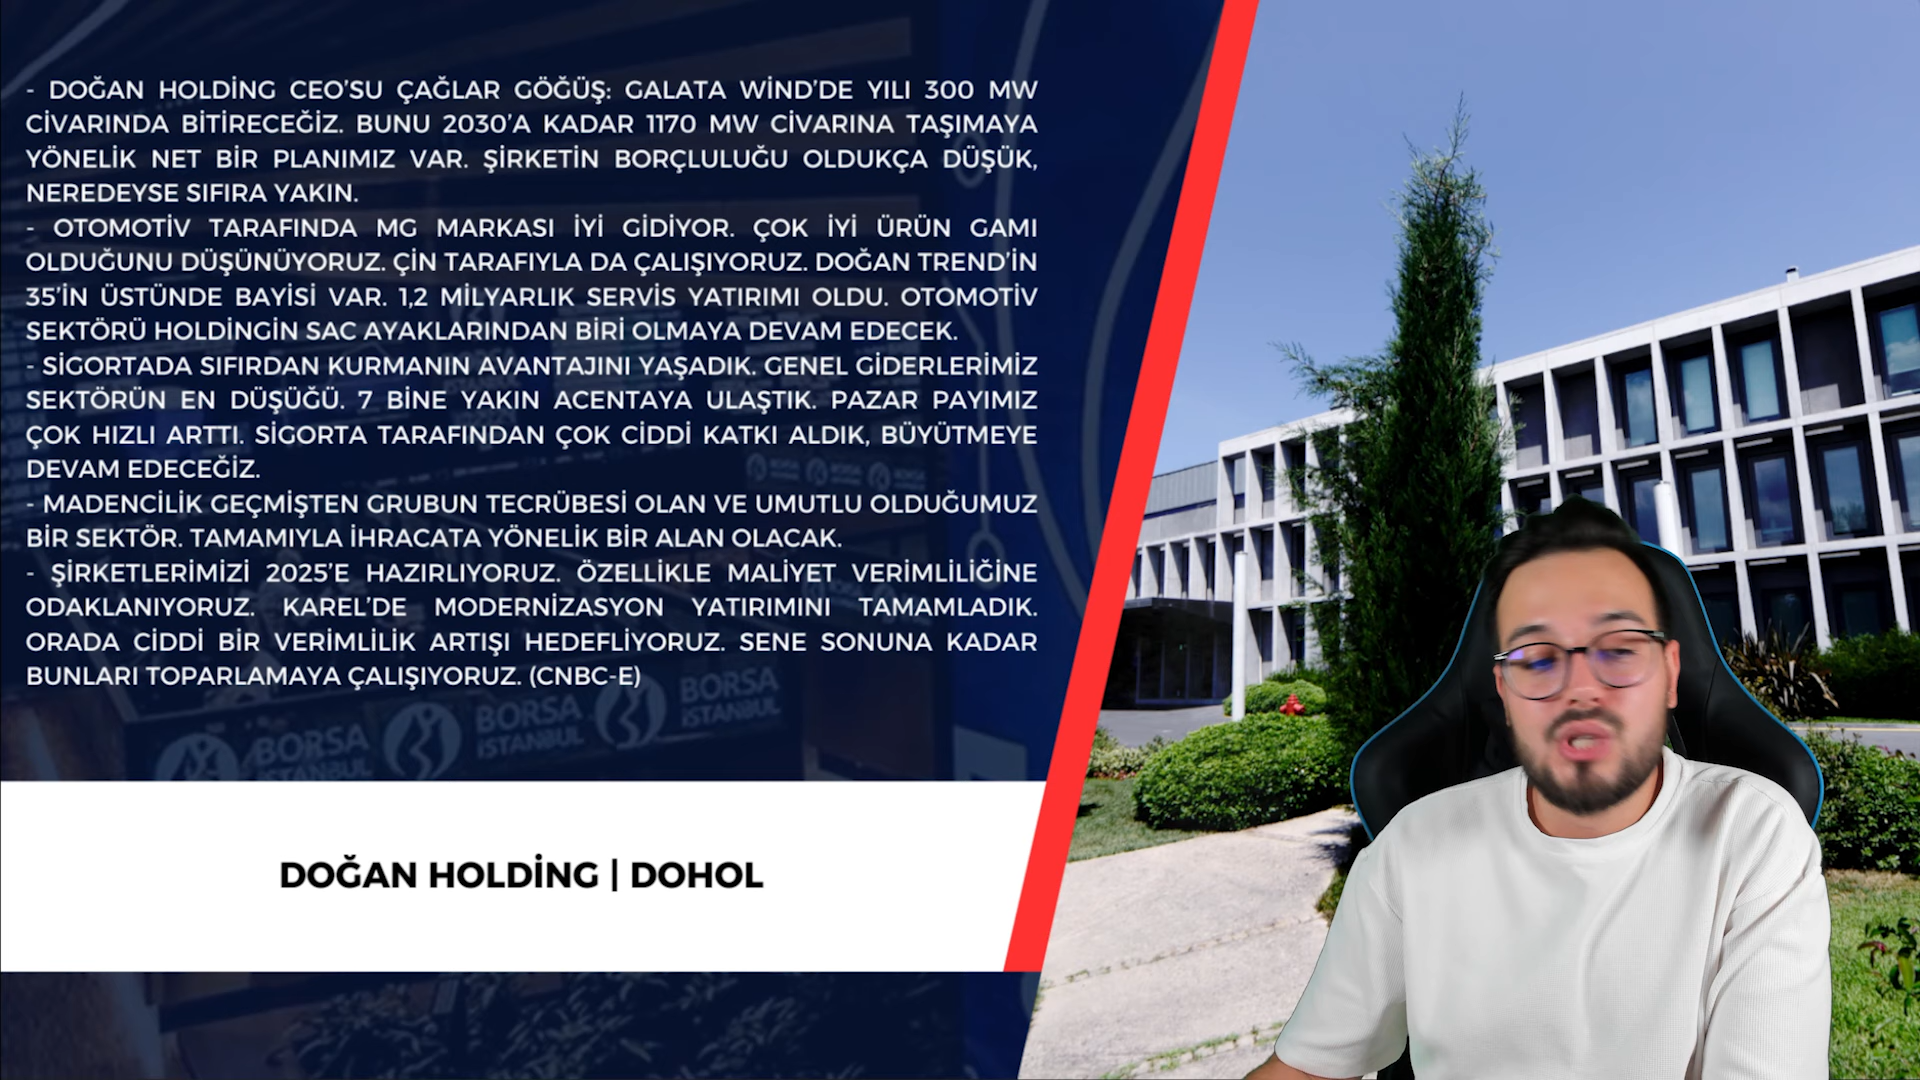 - DOĞAN HOLDİNG CEO'SU ÇAĞLAR GÖĞÜŞ: GALATA WİND'DE YILI 300 MW
CİVARINDA BİTİRECEĞİZ. BUNU 2030'A KADAR 1170 MW CİVARINA TAŞIMAYA
YÖNELİK NET BİR PLANIMIZ VAR. ŞİRKETİN BORÇLULUĞU OLDUKÇA DÜŞÜK,
NEREDEYSE SIFIRA YAKIN.
- OTOMOTİV TARAFINDA MG MARKASI İYİ GİDİYOR. ÇOK İYİ ÜRÜN GAMI
OLDUĞUNU DÜŞÜNÜYORUZ. ÇİN TARAFIYLA DA ÇALIŞIYORUZ. DOĞAN TREND'İN
35'İN ÜSTÜNDE BAYİSİ VAR. 1,2 MİLYARLIK SERVİS YATIRIMI OLDU. OTOMOTİV
SEKTÖRÜ HOLDİNGİN SAC AYAKLARINDAN BİRİ OLMAYA DEVAM EDECEK.
- SİGORTADA SIFIRDAN KURMANIN AVANTAJINI YAŞADIK. GENEL GİDERLERİMİZ
SEKTÖRÜN EN DÜŞÜĞÜ. 7 BİNE YAKIN ACENTAYA ULAŞTIK. PAZAR PAYIMIZ
ÇOK HIZLI ARTTI. SİGORTA TARAFINDAN ÇOK CİDDİ KATKI ALDIK, BÜYÜTMEYE
DEVAM EDECEĞİZ.
- MADENCİLİK GEÇMİŞTEN GRUBUN TECRÜBESİ OLAN VE UMUTLU OLDUĞUMUZ
BİR SEKTÖR. TAMAMIYLA İHRACATA YÖNELİK BİR ALAN OLACAK.
- ŞİRKETLERİMİZİ 2025'E HAZIRLIYORUZ. ÖZELLİKLE MALİYET VERİMLİLİĞİNE
ODAKLANIYORUZ. KAREL'DE MODERNİZASYON YATIRIMINI TAMAMLADIK.
ORADA CİDDİ BİR VERİMLİLİK ARTIŞI HEDEFLİYORUZ. SENE SONUNA KADAR
BUNLARI TOPARLAMAYA ÇALIŞIYORUZ. (CNBC-E)
BORSA İSTANBUL
BORSA İSTANBUL
BORSA İSTANBUL
DOĞAN HOLDİNG | DOHOL